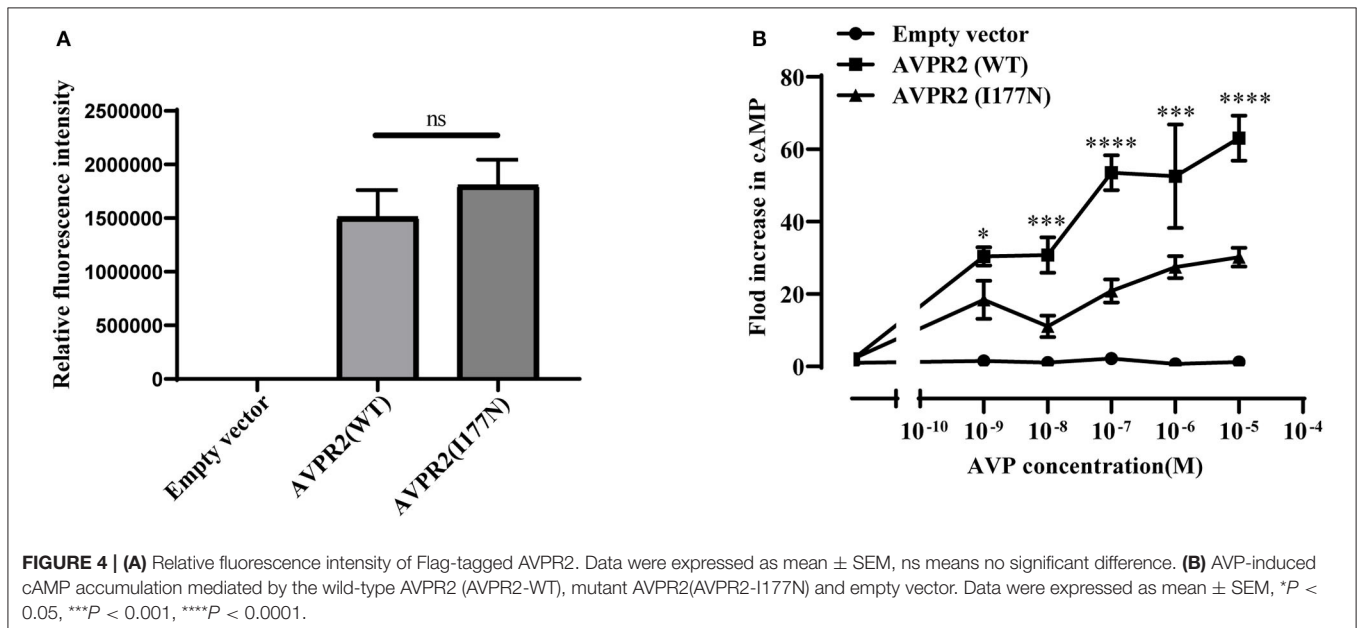 A
Relative fluorescence intensity
2500000
2000000
1500000
1000000
500000
0
ns
Empty vector
AVPR2(WT)
AVPR2(I177N)
B
Empty vector
AVPR2 (WT)
AVPR2 (I177N)
Flod increase in cAMP
80
60
40
20
0
*
***
****
***
****
10-10
10-9
10-8
10-7
10-6
10-5
10-4
AVP concentration(M)
FIGURE 4 | (A) Relative fluorescence intensity of Flag-tagged AVPR2. Data were expressed as mean ± SEM, ns means no significant difference. (B) AVP-induced
cAMP accumulation mediated by the wild-type AVPR2 (AVPR2-WT), mutant AVPR2(AVPR2-I177N) and empty vector. Data were expressed as mean ± SEM, *P <
0.05, ***P < 0.001, ****P < 0.0001.